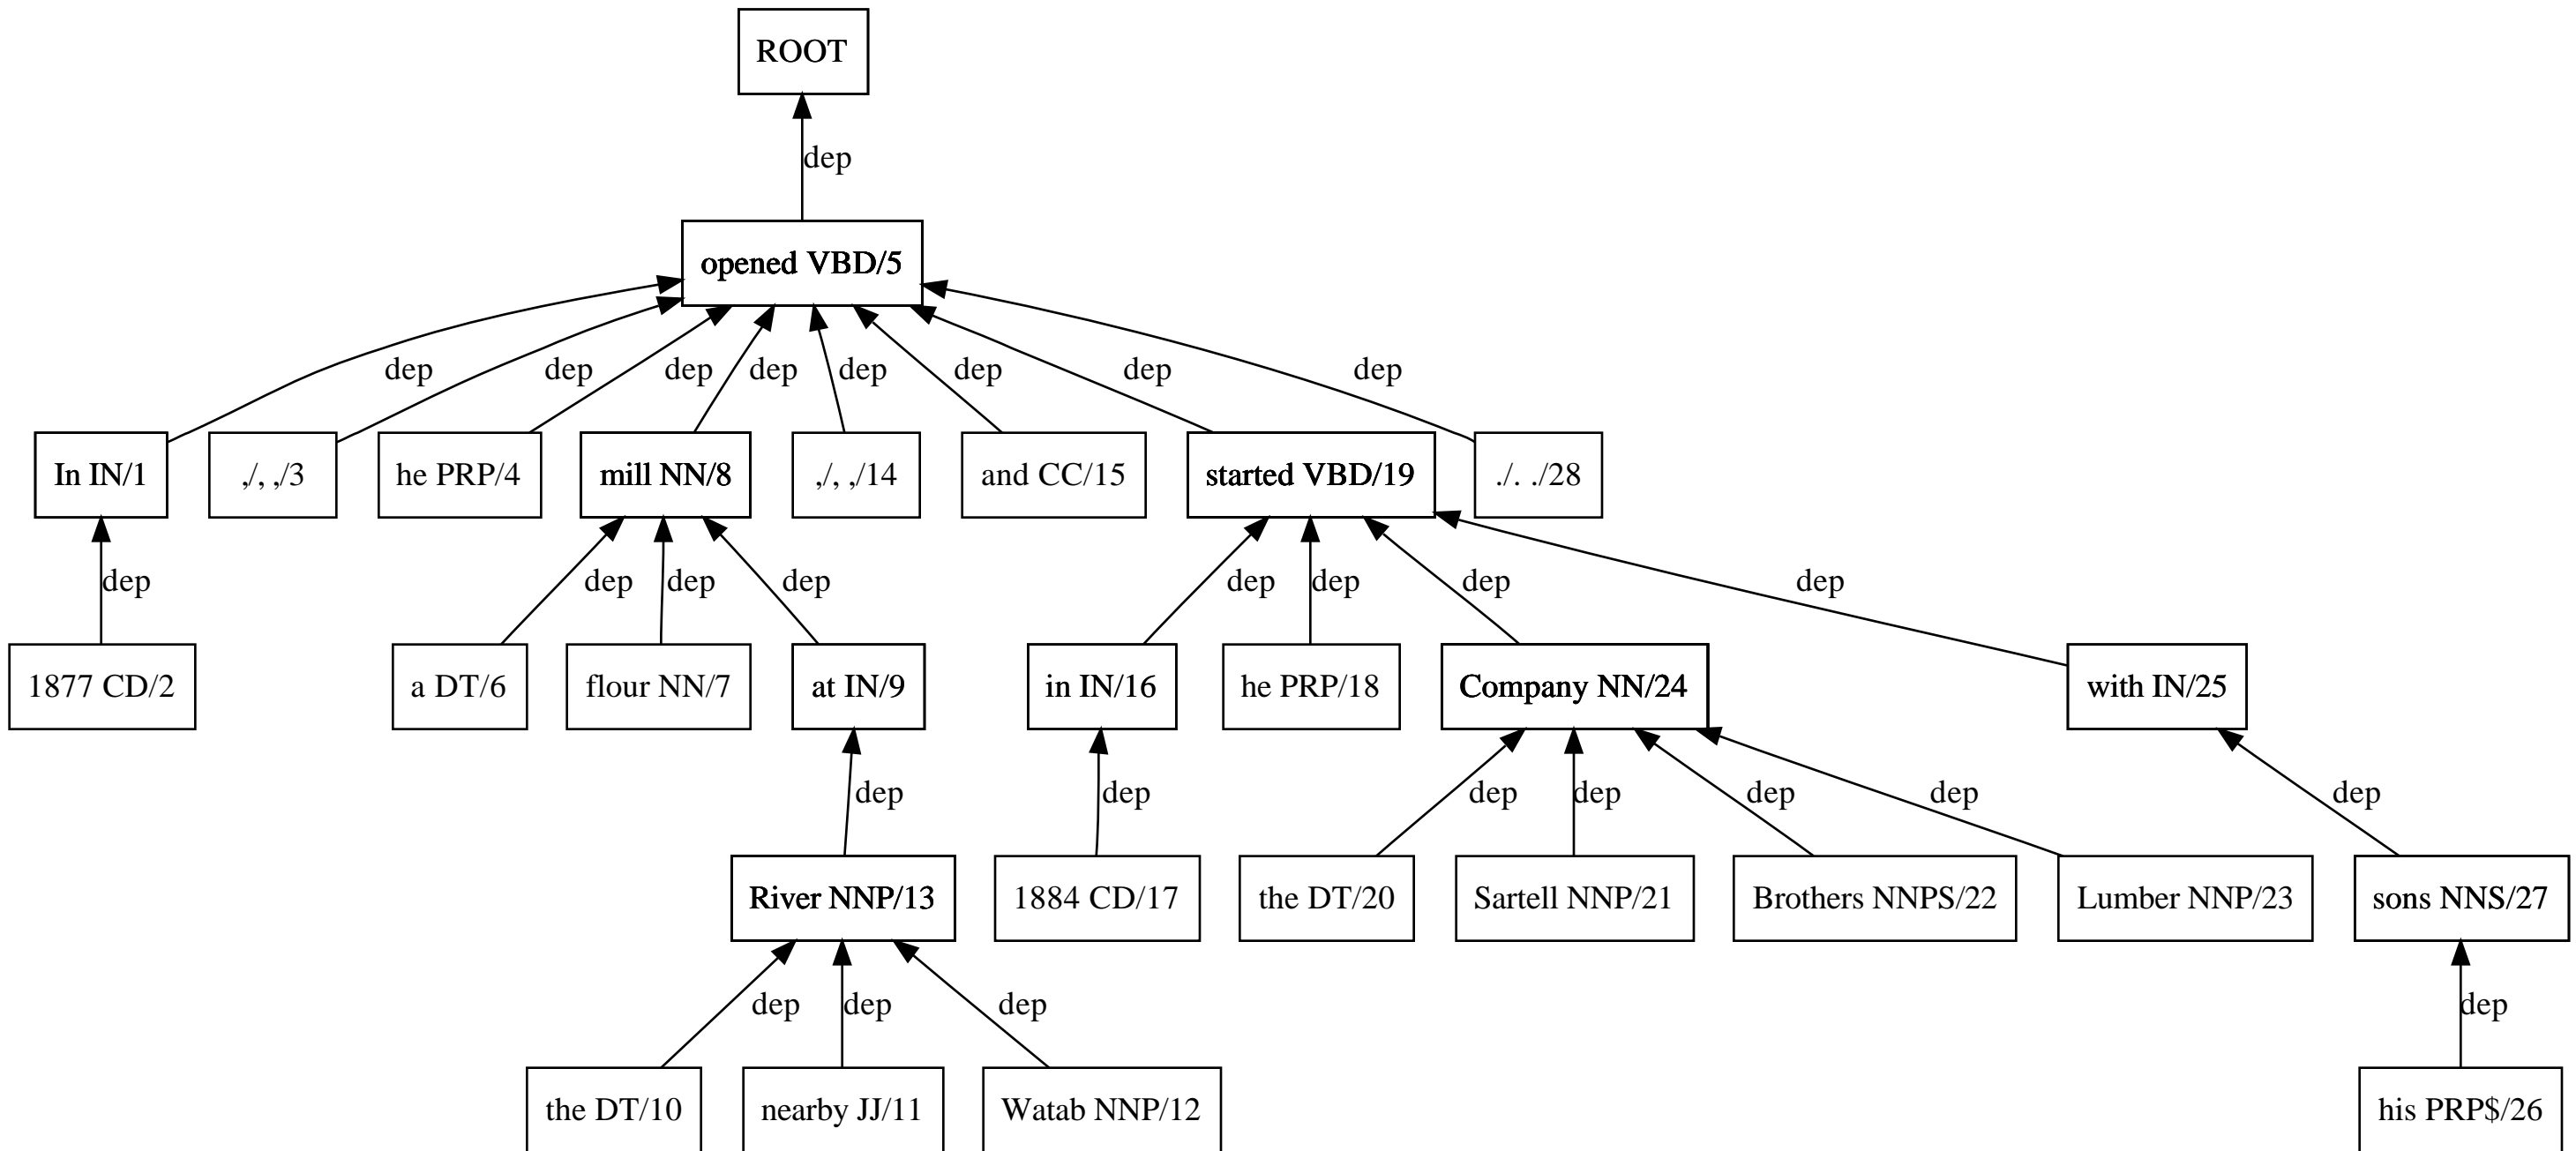 ROOT
dep
opened VBD/5
dep dep dep dep dep dep dep dep
In IN/1 ,/, ,/3 he PRP/4 mill NN/8 ,/, ,/14 and CC/15 started VBD/19 ./. ./28
dep dep dep dep dep dep dep dep
1877 CD/2 a DT/6 flour NN/7 at IN/9 in IN/16 he PRP/18 Company NN/24 with IN/25
dep dep dep dep dep dep dep
River NNP/13 1884 CD/17 the DT/20 Sartell NNP/21 Brothers NNPS/22 Lumber NNP/23 sons NNS/27
dep dep dep dep
the DT/10 nearby JJ/11 Watab NNP/12 his PRP$/26